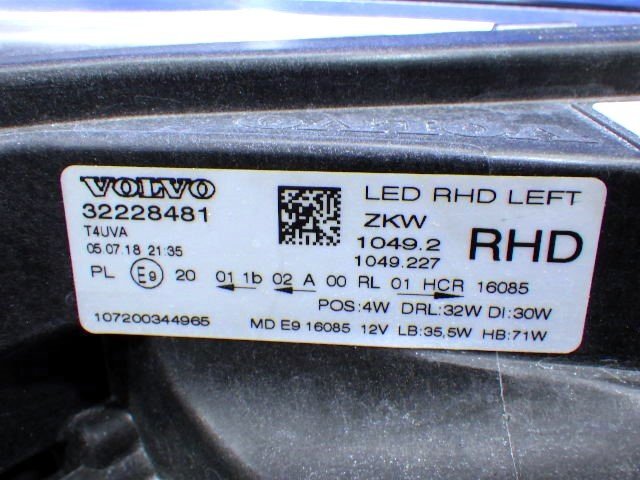 VOLVO
VOLVO
32228481
T4UVA
05.07.18 21:35
LED RHD LEFT
ZKW
1049.2
1049.227
RHD
PL E9 20 01 1b 02 A 00 RL 01 HCR 16085
POS:4W DRL:32W DI:30W
107200344965 MD E9 16085 12V LB:35,5W HB:71W